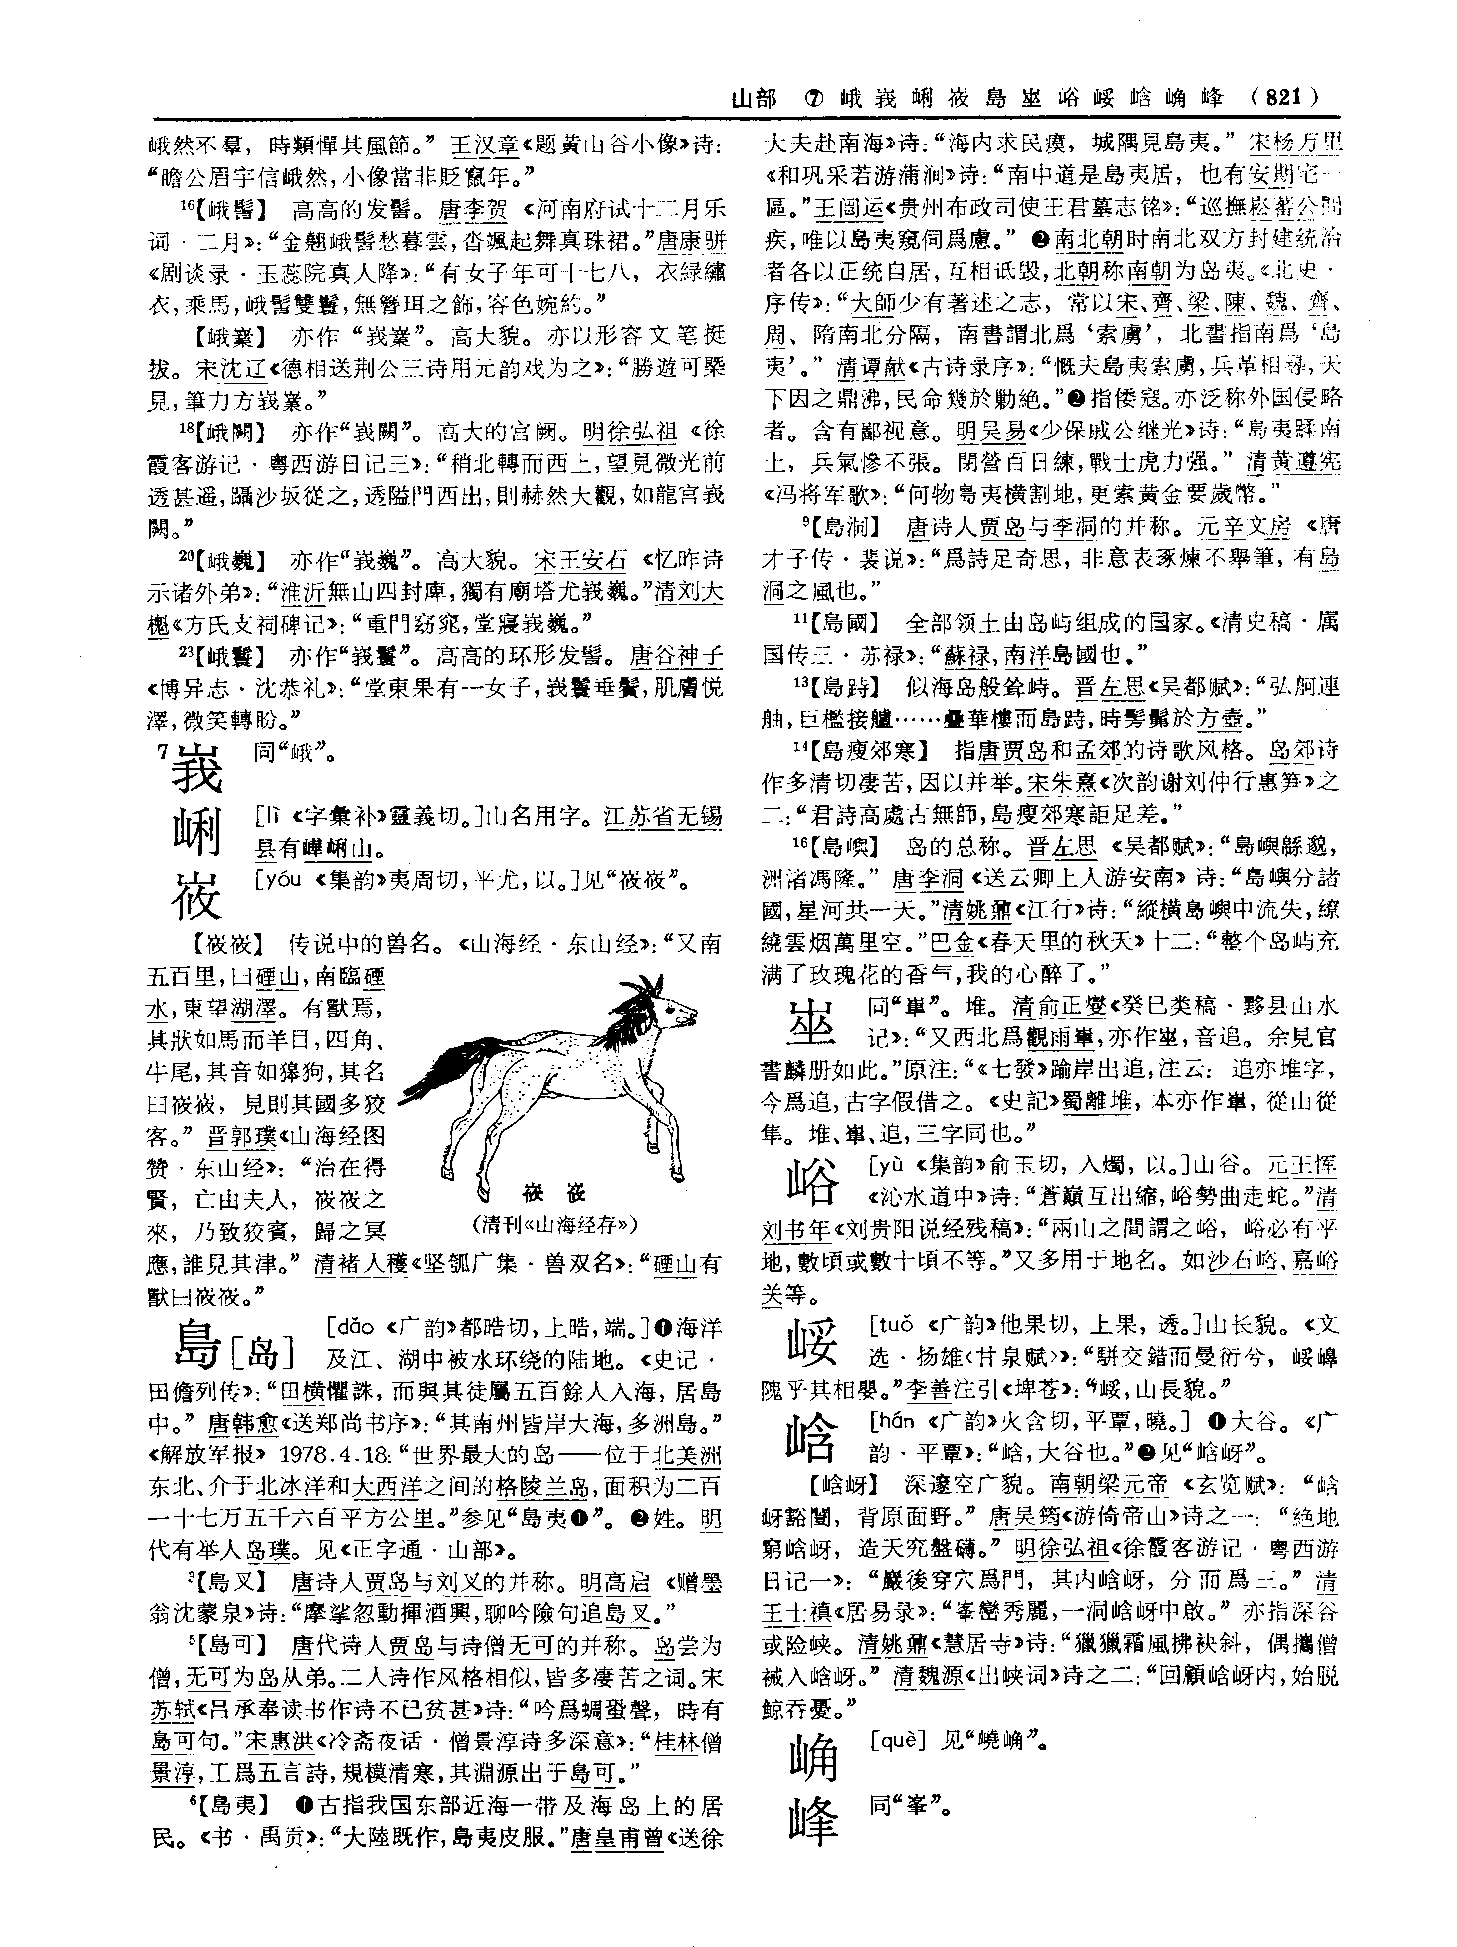 山部 ⑦ 峨峩峢峳島峚峪崾峆崅峰 (821)
峨然不羣，時類憚其風節。” 王汉章《题黄山谷小像》诗：
“瞻公眉宇信峨然，小像當非貶竄年。”
¹⁶【峨髻】 高高的发髻。唐李贺《河南府试十二月乐
词·二月》：“金翹峨髻愁暮雲，沓颯起舞真珠裙。”唐康骈
《剧谈录·玉蕊院真人降》：“有女子年可十七八，衣緑繡
衣，乘馬，峨髻雙鬟，無簪珥之飾，容色婉約。”
【峨嶪】 亦作“峩嶪”。高大貌。亦以形容文笔挺
拔。宋沈辽《德相送荆公三诗用元韵戏为之》：“勝遊可槩
見，筆力方峩嶪。”
¹⁸【峨闕】 亦作“峩闕”。高大的宫阙。明徐弘祖《徐
霞客游记·粤西游日记三》：“稍北轉而西上，望見微光前
透甚遥，躡沙坂從之，透隘門西出，則赫然大觀，如龍宫峩
闕。”
²⁰【峨巍】 亦作“峩巍”。高大貌。宋王安石《忆昨诗
示诸外弟》：“淮沂無山四封庳，獨有廟塔尤峩巍。”清刘大
櫆《方氏支祠碑记》：“重門窈窕，堂寢峩巍。”
²³【峨鬟】 亦作“峩鬟”。高高的环形发髻。唐谷神子
《博异志·沈恭礼》：“堂東果有一女子，峩鬟垂鬢，肌膚悦
澤，微笑轉盼。”
7峩 同“峨”。
峢 [lì 《字彙补》靈義切。]山名用字。江苏省无锡
县有嶂峢山。
峳 [yóu 《集韵》夷周切，平尤，以。]见“峳峳”。
【峳峳】 传说中的兽名。《山海经·东山经》：“又南
五百里，曰䃌山，南臨䃌
水，東望湖澤。有獸焉，
其狀如馬而羊目，四角、
牛尾，其音如獋狗，其名
曰峳峳，見則其國多狡
客。” 晋郭璞《山海经图
赞·东山经》：“治在得
賢，亡由夫人，峳峳之
來，乃致狡賓，歸之冥
應，誰見其津。” 清褚人穫《坚瓠广集·兽双名》：“䃌山有
獸曰峳峳。”
峳峳
(清刊《山海经存》)
島[岛] [dǎo 《广韵》都晧切，上晧，端。]❶海洋
及江、湖中被水环绕的陆地。《史记·
田儋列传》：“田横懼誅，而與其徒屬五百餘人入海，居島
中。” 唐韩愈《送郑尚书序》：“其南州皆岸大海，多洲島。”
《解放军报》1978.4.18：“世界最大的岛——位于北美洲
东北、介于北冰洋和大西洋之间的格陵兰岛，面积为二百
一十七万五千六百平方公里。”参见“島夷❶”。❷姓。明
代有举人岛璞。见《正字通·山部》。
³【島叉】 唐诗人贾岛与刘叉的并称。明高启《赠墨
翁沈蒙泉》诗：“摩挲忽動揮酒興，聊吟險句追島叉。”
⁵【島可】 唐代诗人贾岛与诗僧无可的并称。岛尝为
僧，无可为岛从弟。二人诗作风格相似，皆多凄苦之词。宋
苏轼《吕承奉读书作诗不已贫甚》诗：“吟爲蜩蛩聲，時有
島可句。”宋惠洪《冷斋夜话·僧景淳诗多深意》：“桂林僧
景淳，工爲五言詩，規模清寒，其淵源出于島可。”
⁶【島夷】 ❶古指我国东部近海一带及海岛上的居
民。《书·禹贡》：“大陸既作，島夷皮服。”唐皇甫曾《送徐
大夫赴南海》诗：“海内求民瘼，城隅見島夷。” 宋杨万里
《和巩采若游蒲涧》诗：“南中道是島夷居，也有安期宅一
區。”王闿运《贵州布政司使王君墓志铭》：“巡撫崧蕃公開
疾，唯以島夷窺伺爲慮。” ❷南北朝时南北双方封建统治
者各以正统自居，互相诋毁，北朝称南朝为岛夷。《北史·
序传》：“大師少有著述之志，常以宋、齊、梁、陳、魏、齊、
周、隋南北分隔，南書謂北爲‘索虜’，北書指南爲‘島
夷’。” 清谭献《古诗录序》：“慨夫島夷索虜，兵革相尋，天
下因之鼎沸，民命幾於勦絶。”❸指倭寇。亦泛称外国侵略
者。含有鄙视意。明吴易《少保戚公继光》诗：“島夷蹂南
土，兵氣慘不張。閉營百日練，戰士虎力强。” 清黄遵宪
《冯将军歌》：“何物島夷横割地，更索黄金要歲幣。”
⁹【島洞】 唐诗人贾岛与李洞的并称。元辛文房《唐
才子传·裴说》：“爲詩足奇思，非意表琢煉不舉筆，有島
洞之風也。”
¹¹【島國】 全部领土由岛屿组成的国家。《清史稿·属
国传三·苏禄》：“蘇禄，南洋島國也。”
¹³【島跱】 似海岛般耸峙。晋左思《吴都赋》：“弘舸連
舳，巨檻接艫……疊華樓而島跱，時髣髴於方壺。”
¹⁴【島瘦郊寒】 指唐贾岛和孟郊的诗歌风格。岛郊诗
作多清切凄苦，因以并举。宋朱熹《次韵谢刘仲行惠笋》之
二：“君詩高處古無師，島瘦郊寒詎足差。”
¹⁶【島嶼】 岛的总称。晋左思《吴都赋》：“島嶼緜邈，
洲渚馮隆。” 唐李洞《送云卿上人游安南》诗：“島嶼分諸
國，星河共一天。”清姚鼐《江行》诗：“縱横島嶼中流失，繚
繞雲烟萬里空。”巴金《春天里的秋天》十二：“整个岛屿充
满了玫瑰花的香气，我的心醉了。”
峚 同“崋”。堆。清俞正燮《癸巳类稿·黟县山水
记》：“又西北爲觀雨崋，亦作峚，音追。余見官
書麟册如此。”原注：“《七發》踰岸出追，注云：追亦堆字，
今爲追，古字假借之。《史記》蜀離堆，本亦作崋，從山從
隼。堆、崋、追，三字同也。”
峪 [yù 《集韵》俞玉切，入燭，以。]山谷。元王恽
《沁水道中》诗：“蒼巔互出縮，峪勢曲走蛇。”清
刘书年《刘贵阳说经残稿》：“兩山之間謂之峪，峪必有平
地，數頃或數十頃不等。”又多用于地名。如沙石峪、嘉峪
关等。
崾 [tuǒ 《广韵》他果切，上果，透。]山长貌。《文
选·扬雄〈甘泉赋〉》：“駢交錯而曼衍兮，㟎𡾊
隗乎其相嬰。”李善注引《埤苍》：“㟎，山長貌。”
峆 [hān 《广韵》火含切，平覃，曉。] ❶大谷。《广
韵·平覃》：“峆，大谷也。”❷见“峆岈”。
【峆岈】 深邃空广貌。南朝梁元帝《玄览赋》：“峆
岈豁閜，背原面野。” 唐吴筠《游倚帝山》诗之一：“绝地
窮峆岈，造天究盤礴。” 明徐弘祖《徐霞客游记·粤西游
日记一》：“巖後穿穴爲門，其内峆岈，分而爲三。” 清
王士禛《居易录》：“峯巒秀麗，一洞峆岈中啟。” 亦指深谷
或险峡。清姚鼐《慧居寺》诗：“獵獵霜風拂袂斜，偶攜僧
祴入峆岈。” 清魏源《出峡词》诗之二：“回顧峆岈内，始脱
鯨吞憂。”
崅 [què] 见“嶢崅”。
峰 同“峯”。